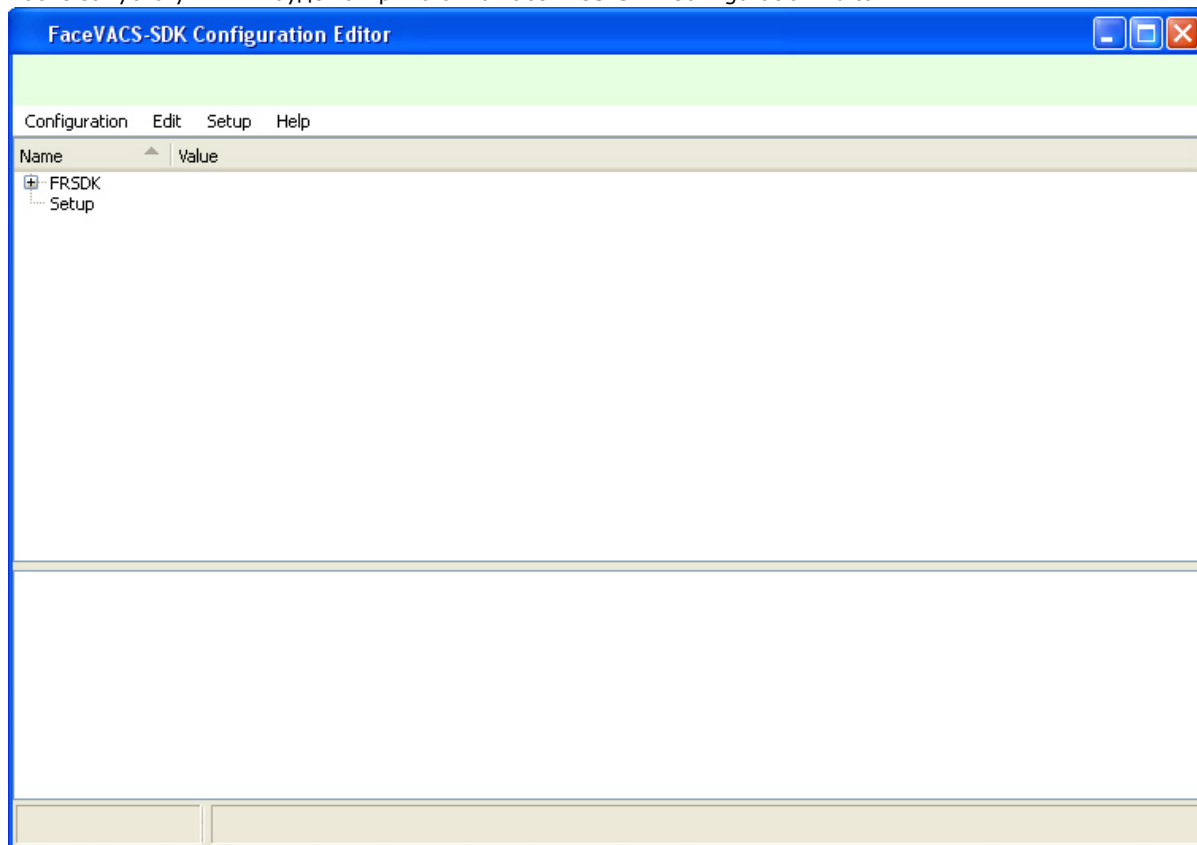 FaceVACS-SDK Configuration Editor
Configuration Edit Setup Help
Name Value
FRSDK
Setup